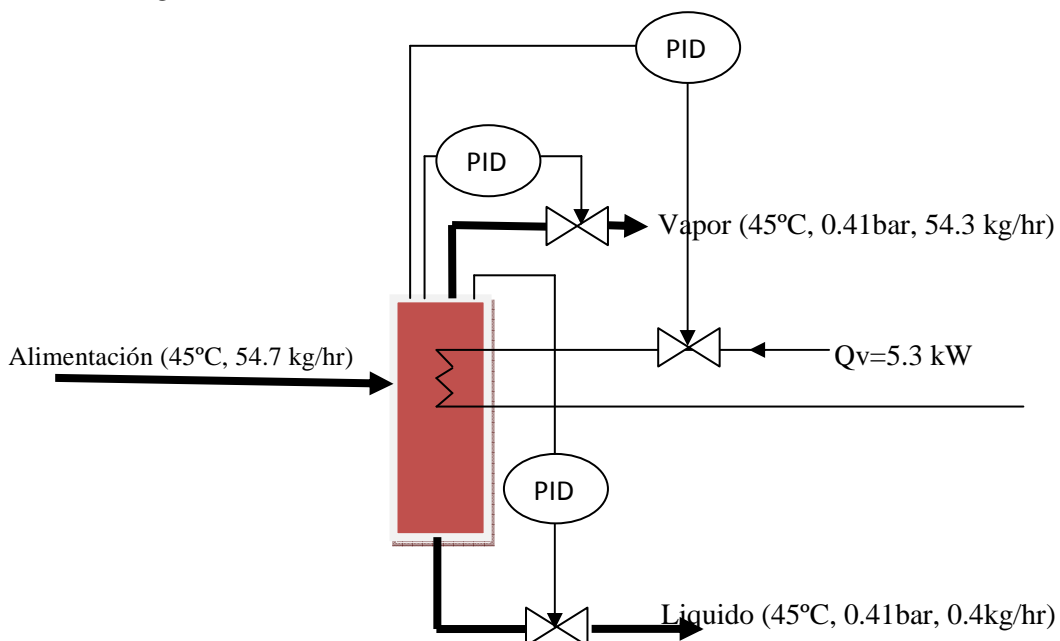 PID
PID
Vapor (45ºC, 0.41bar, 54.3 kg/hr)
Alimentación (45ºC, 54.7 kg/hr)
Qv=5.3 kW
PID
Liquido (45ºC, 0.41bar, 0.4kg/hr)